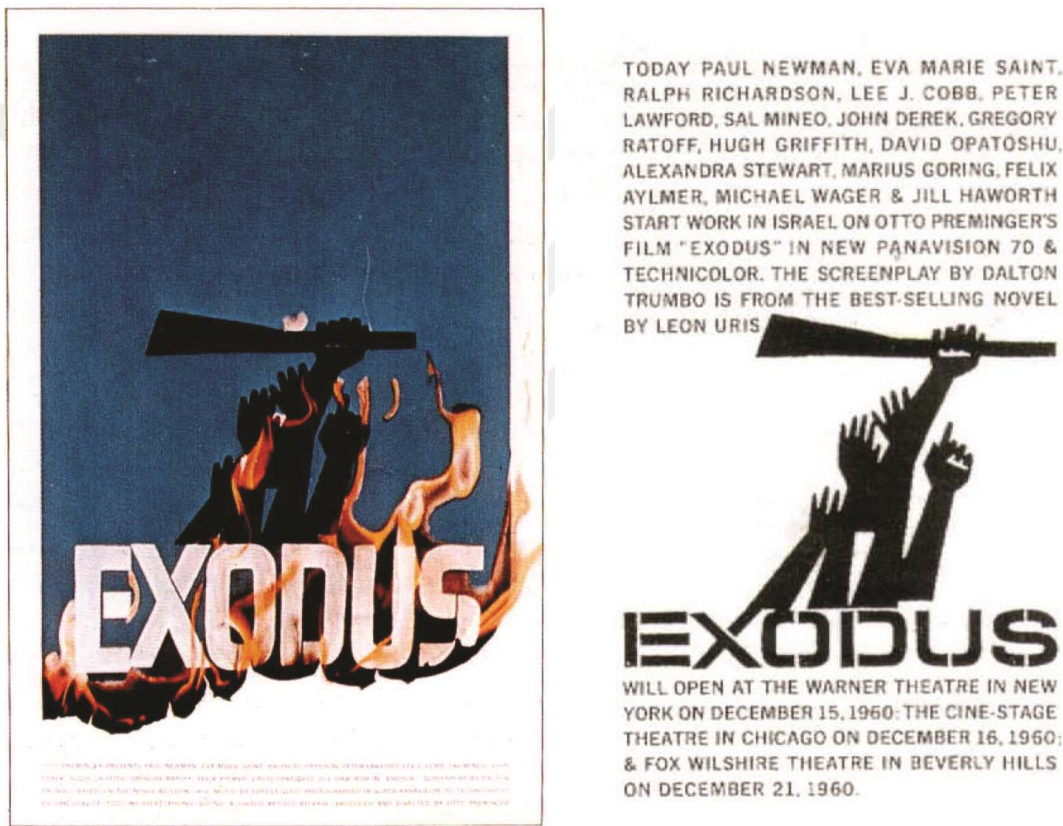 EXODUS
TODAY PAUL NEWMAN, EVA MARIE SAINT,
RALPH RICHARDSON, LEE J. COBB, PETER
LAWFORD, SAL MINEO, JOHN DEREK, GREGORY
RATOFF, HUGH GRIFFITH, DAVID OPATOSHU,
ALEXANDRA STEWART, MARIUS GORING, FELIX
AYLMER, MICHAEL WAGER & JILL HAWORTH
START WORK IN ISRAEL ON OTTO PREMINGER'S
FILM "EXODUS" IN NEW PANAVISION 70 &
TECHNICOLOR. THE SCREENPLAY BY DALTON
TRUMBO IS FROM THE BEST-SELLING NOVEL
BY LEON URIS
EXODUS
WILL OPEN AT THE WARNER THEATRE IN NEW
YORK ON DECEMBER 15, 1960; THE CINE-STAGE
THEATRE IN CHICAGO ON DECEMBER 16, 1960;
& FOX WILSHIRE THEATRE IN BEVERLY HILLS
ON DECEMBER 21, 1960.